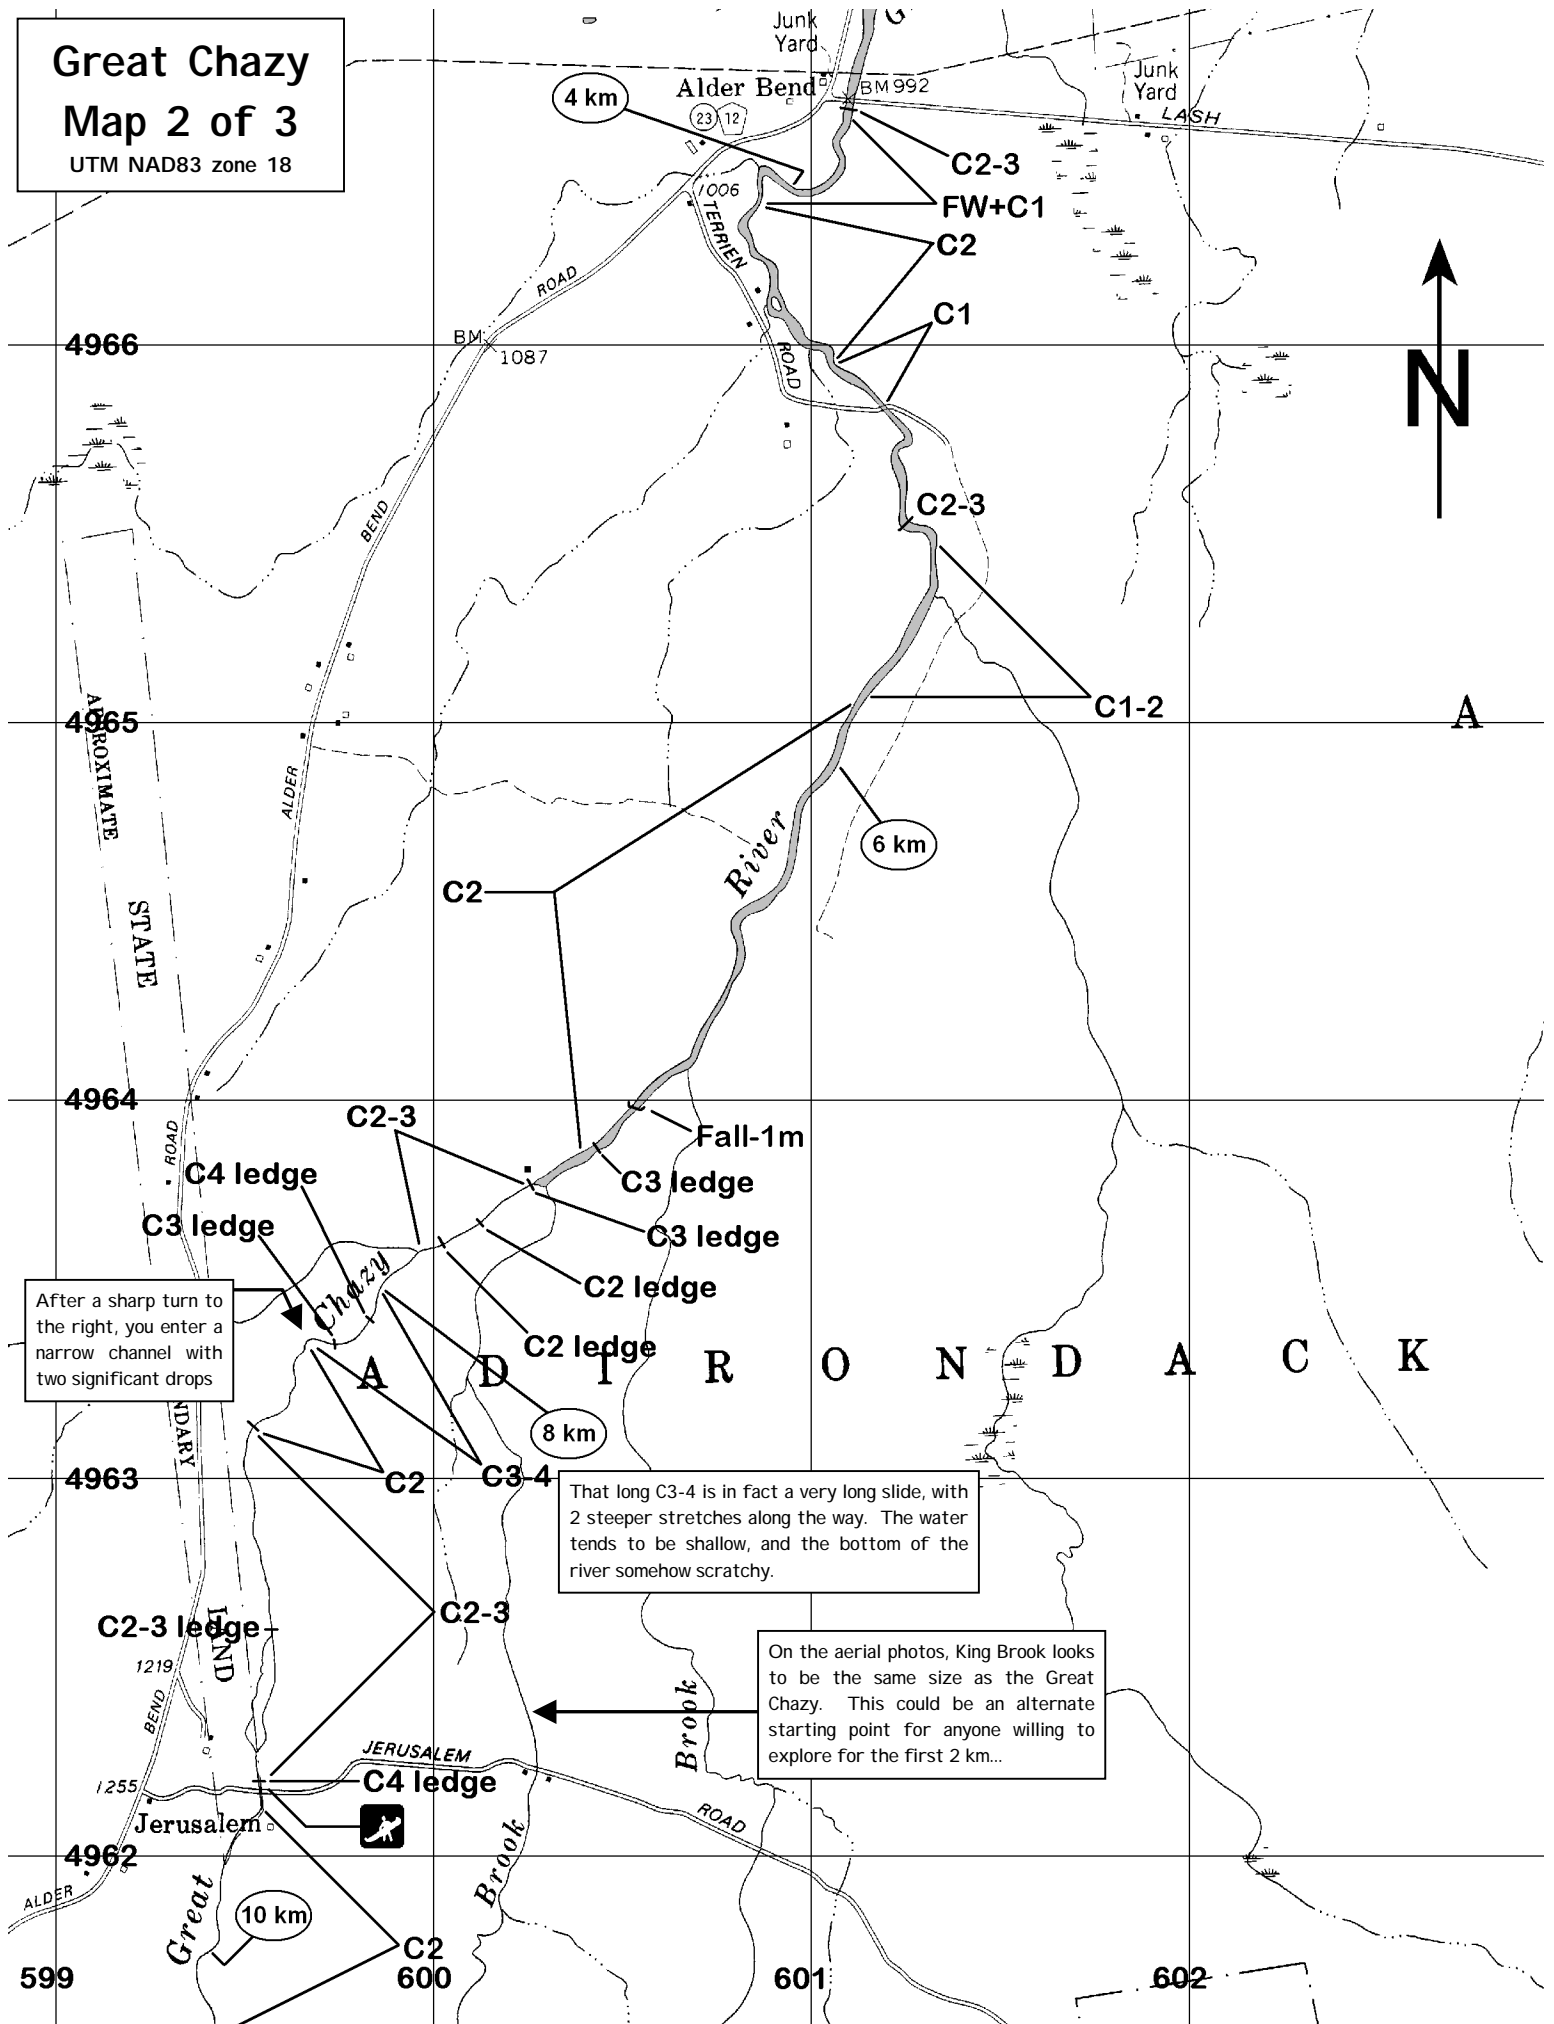 Great Chazy
Map 2 of 3
UTM NAD83 zone 18
Junk
Yard
G
4 km
Alder Bend
BM 992
Junk
Yard
23
12
LASH
C2-3
1006
FW+C1
TERRIEN
C2
ROAD
C1
4966
BM
1087
ROAD
N
BEND
C2-3
APPROXIMATE
4965
C1-2
A
ALDER
River
6 km
C2
STATE
4964
C2-3
Fall-1m
ROAD
C4 ledge
C3 ledge
C3 ledge
C3 ledge
Chazy
C2 ledge
After a sharp turn to
the right, you enter a
narrow channel with
two significant drops
C2 ledge
A D I R O N D A C K
NDARY
8 km
4963
C2
C3-4
That long C3-4 is in fact a very long slide, with
2 steeper stretches along the way. The water
tends to be shallow, and the bottom of the
river somehow scratchy.
C2-3
C2-3 ledge
LAND
1219
On the aerial photos, King Brook looks
to be the same size as the Great
Chazy. This could be an alternate
starting point for anyone willing to
explore for the first 2 km...
BEND
Brook
JERUSALEM
1255
C4 ledge
Jerusalem
ROAD
4962
Brook
ALDER
Great
10 km
C2
599
600
601
602